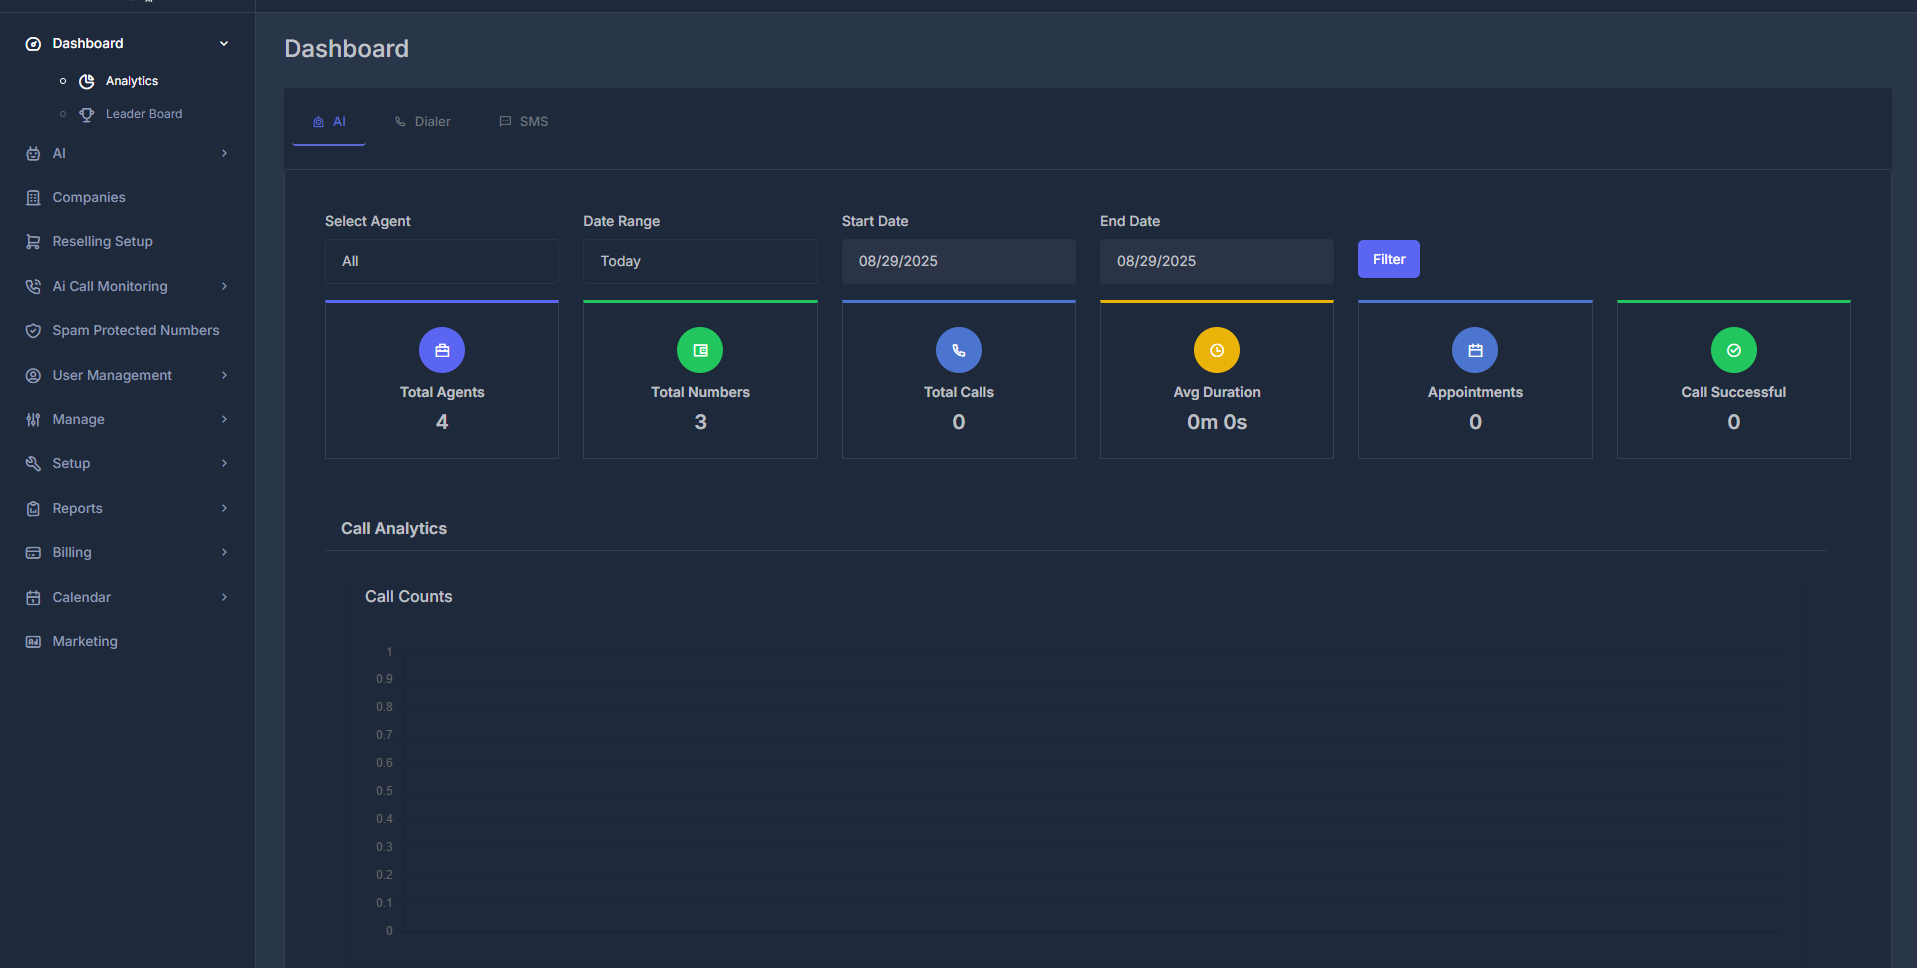 Dashboard
Analytics
Leader Board
AI
Companies
Reselling Setup
Ai Call Monitoring
Spam Protected Numbers
User Management
Manage
Setup
Reports
Billing
Calendar
Marketing
Dashboard
AI Dialer SMS
Select Agent Date Range Start Date End Date
All Today 08/29/2025 08/29/2025 Filter
Total Agents Total Numbers Total Calls Avg Duration Appointments Call Successful
4 3 0 0m 0s 0 0
Call Analytics
Call Counts
1
0.9
0.8
0.7
0.6
0.5
0.4
0.3
0.2
0.1
0